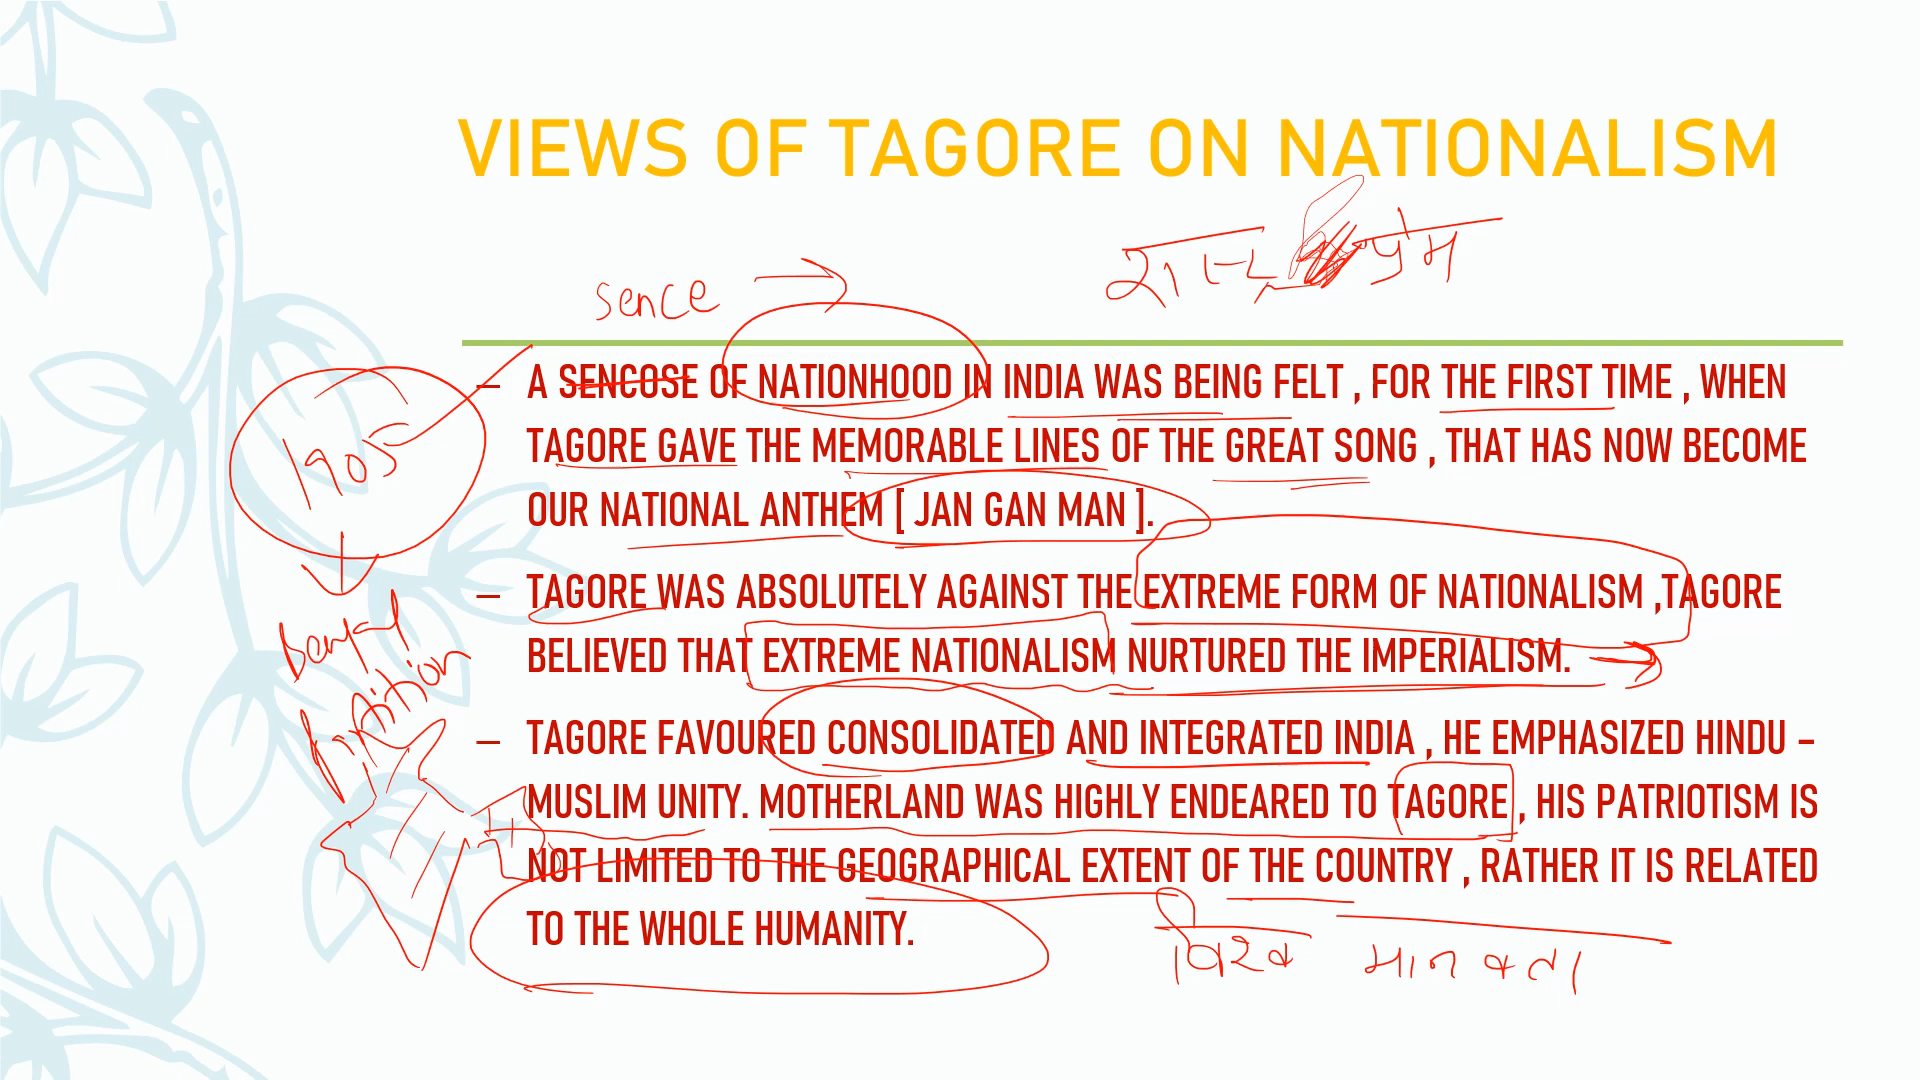 VIEWS OF TAGORE ON NATIONALISM
राष्ट्र प्रेम
sence →
– A SENCOSE OF NATIONHOOD IN INDIA WAS BEING FELT , FOR THE FIRST TIME , WHEN
TAGORE GAVE THE MEMORABLE LINES OF THE GREAT SONG , THAT HAS NOW BECOME
OUR NATIONAL ANTHEM [ JAN GAN MAN ].
1905
– TAGORE WAS ABSOLUTELY AGAINST THE EXTREME FORM OF NATIONALISM ,TAGORE
BELIEVED THAT EXTREME NATIONALISM NURTURED THE IMPERIALISM.
– TAGORE FAVOURED CONSOLIDATED AND INTEGRATED INDIA , HE EMPHASIZED HINDU –
MUSLIM UNITY. MOTHERLAND WAS HIGHLY ENDEARED TO TAGORE , HIS PATRIOTISM IS
NOT LIMITED TO THE GEOGRAPHICAL EXTENT OF THE COUNTRY , RATHER IT IS RELATED
TO THE WHOLE HUMANITY.
विश्व मानवता